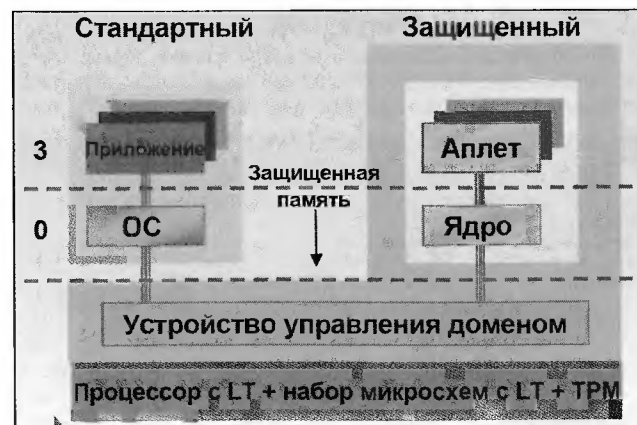 Стандартный
Защищенный
3
Приложение
Аплет
Защищенная
память
0
ОС
Ядро
Устройство управления доменом
Процессор с LT + набор микросхем с LT + TPM